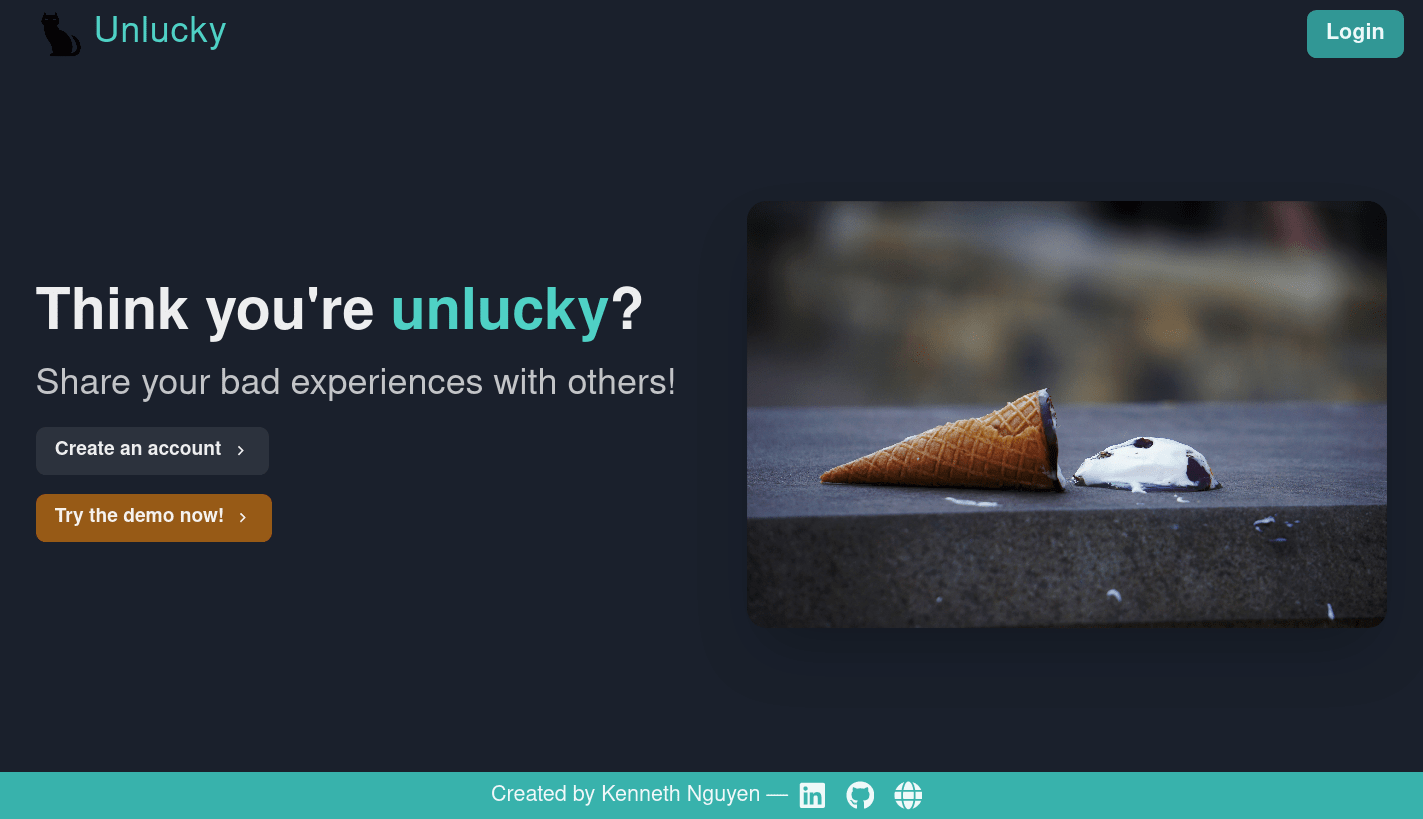 Unlucky
Login
Think you're unlucky?
Share your bad experiences with others!
Create an account
Try the demo now!
Created by Kenneth Nguyen —
in